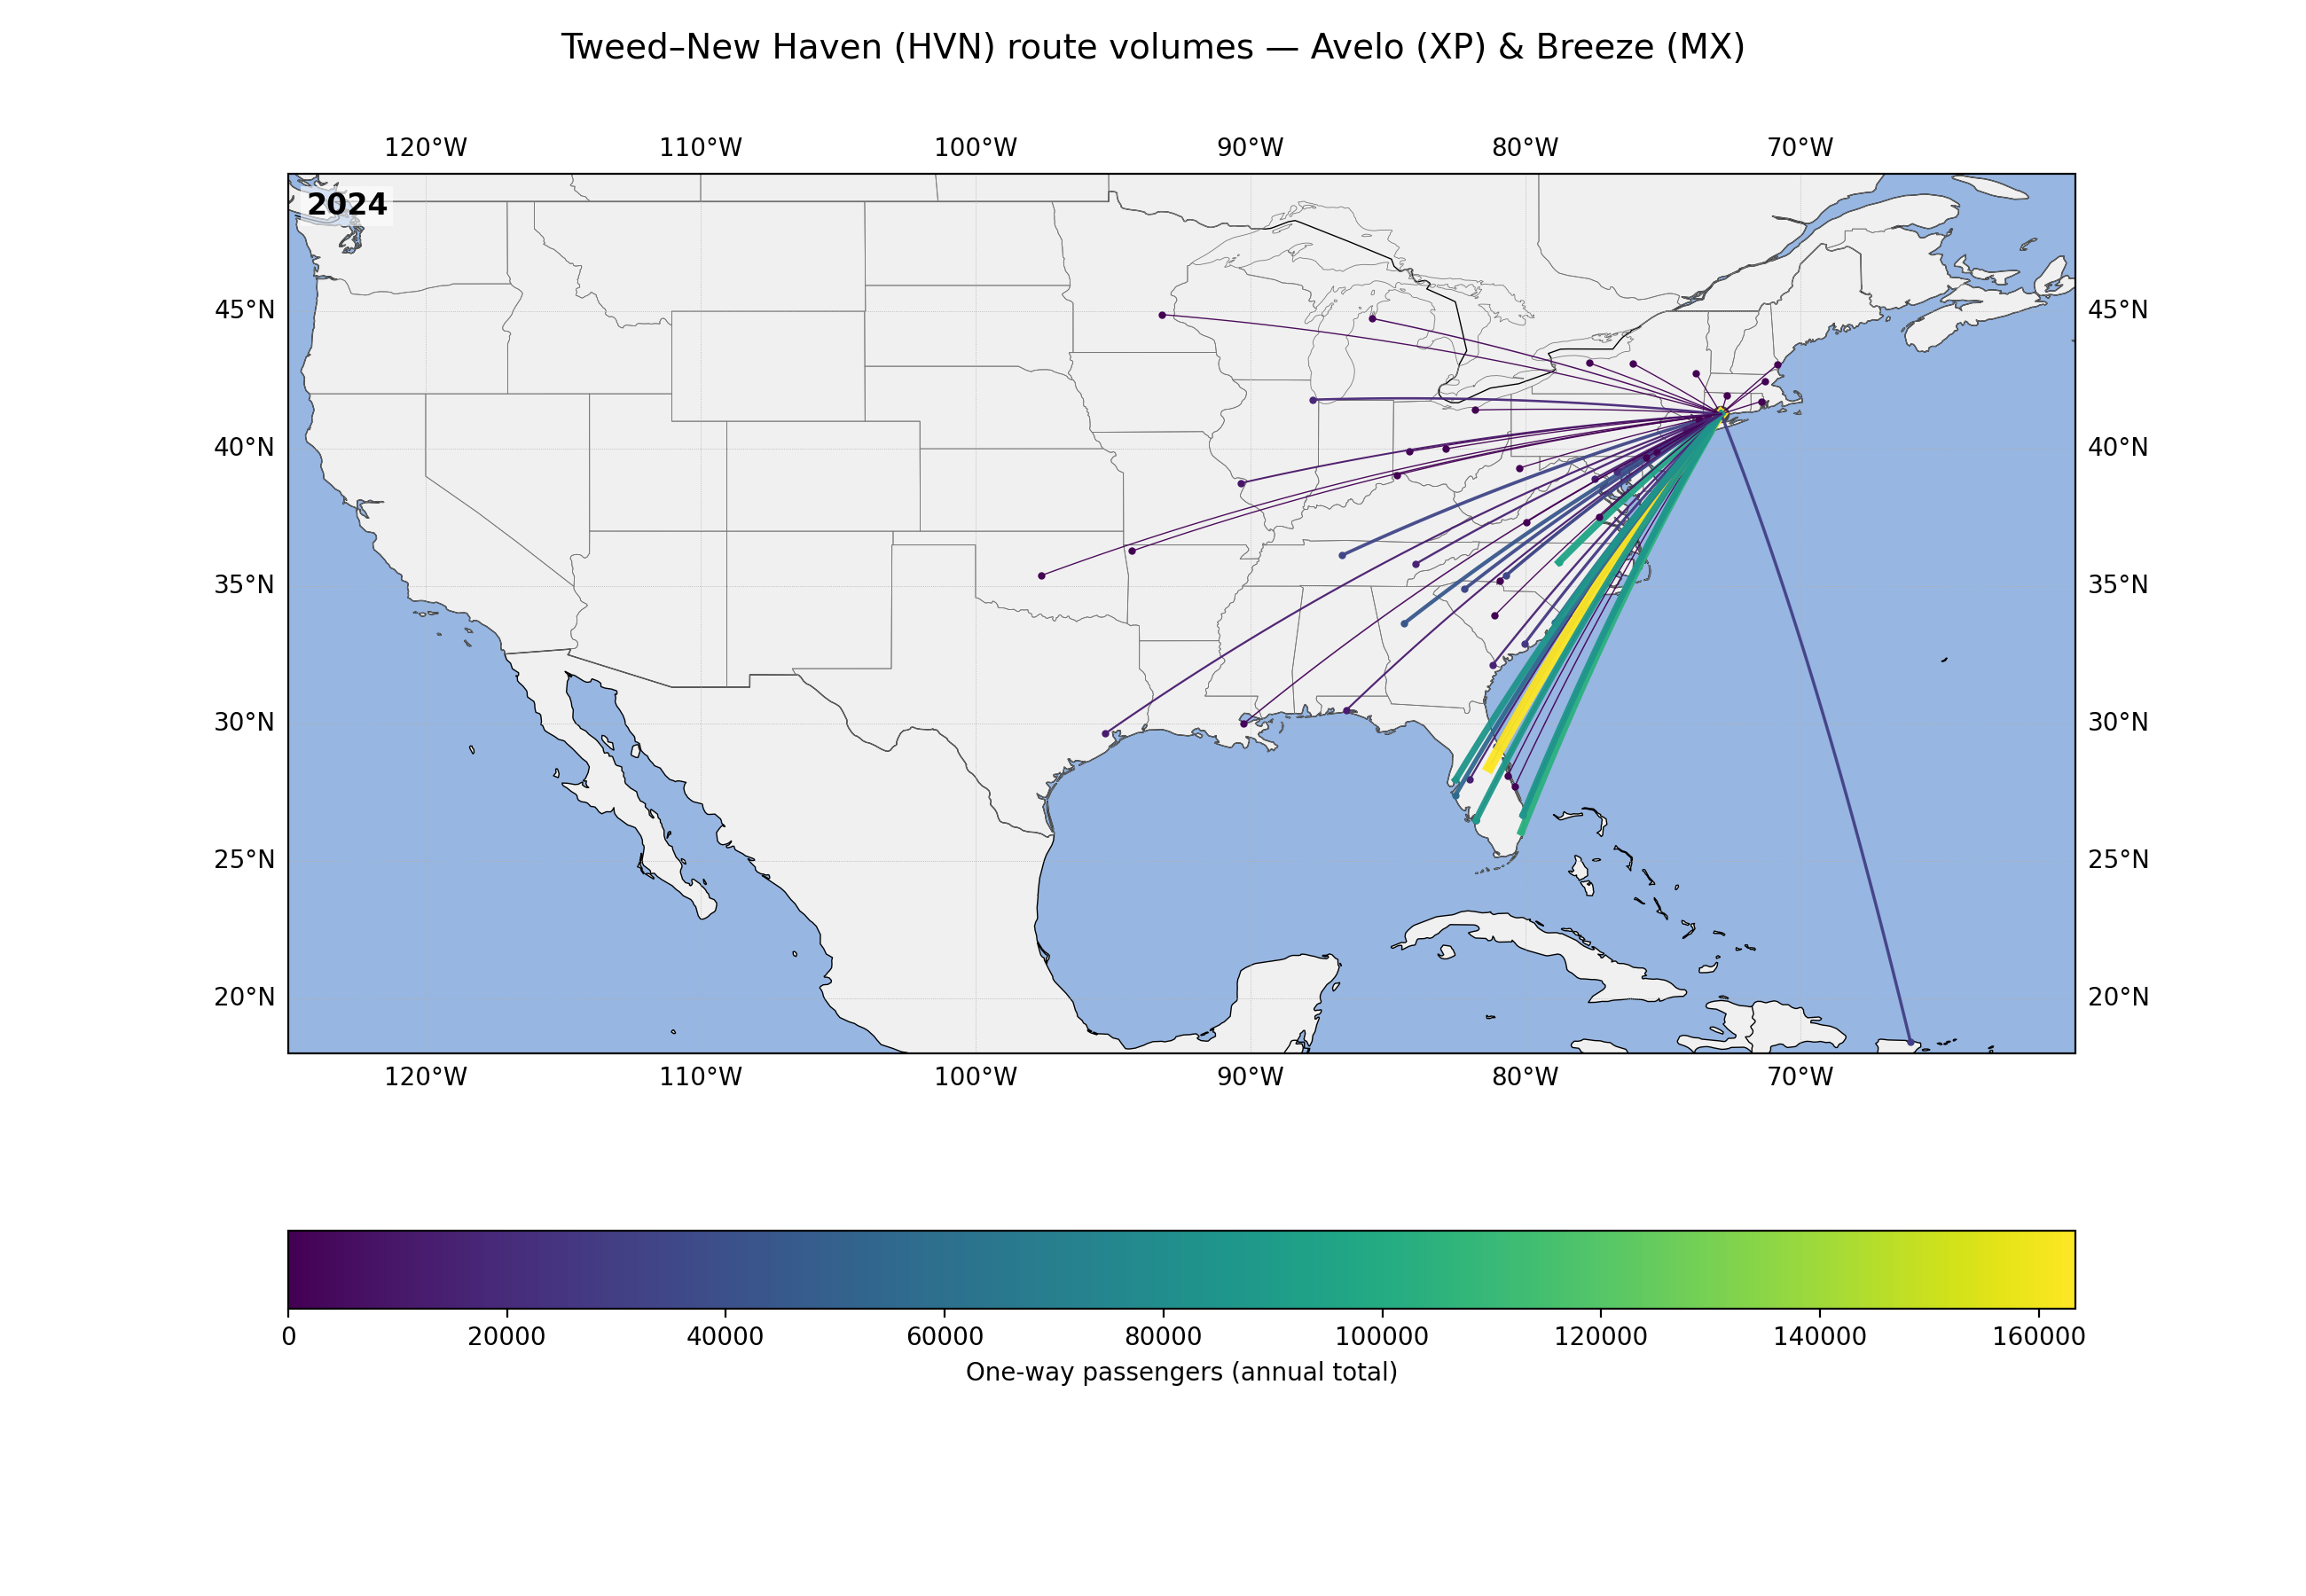 Tweed–New Haven (HVN) route volumes — Avelo (XP) & Breeze (MX)
120°W 110°W 100°W 90°W 80°W 70°W
2024
45°N 45°N
40°N 40°N
35°N 35°N
30°N 30°N
25°N 25°N
20°N 20°N
120°W 110°W 100°W 90°W 80°W 70°W
0 20000 40000 60000 80000 100000 120000 140000 160000
One-way passengers (annual total)